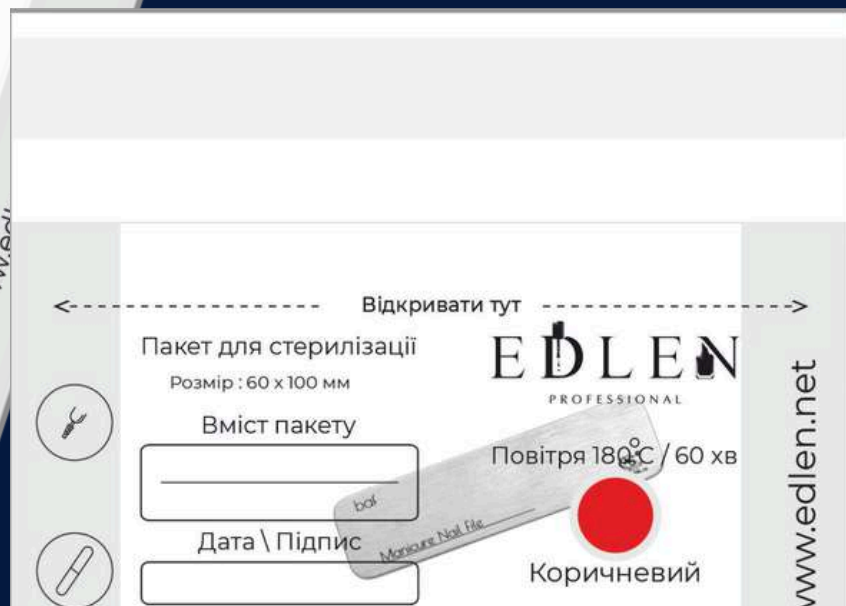 Відкривати тут
Пакет для стерилізації
Розмір : 60 х 100 мм
Вміст пакету
Дата \ Підпис
EDLEN
PROFESSIONAL
Повітря 180°C / 60 хв
Коричневий
baf
Manicure Nail File
www.edlen.net